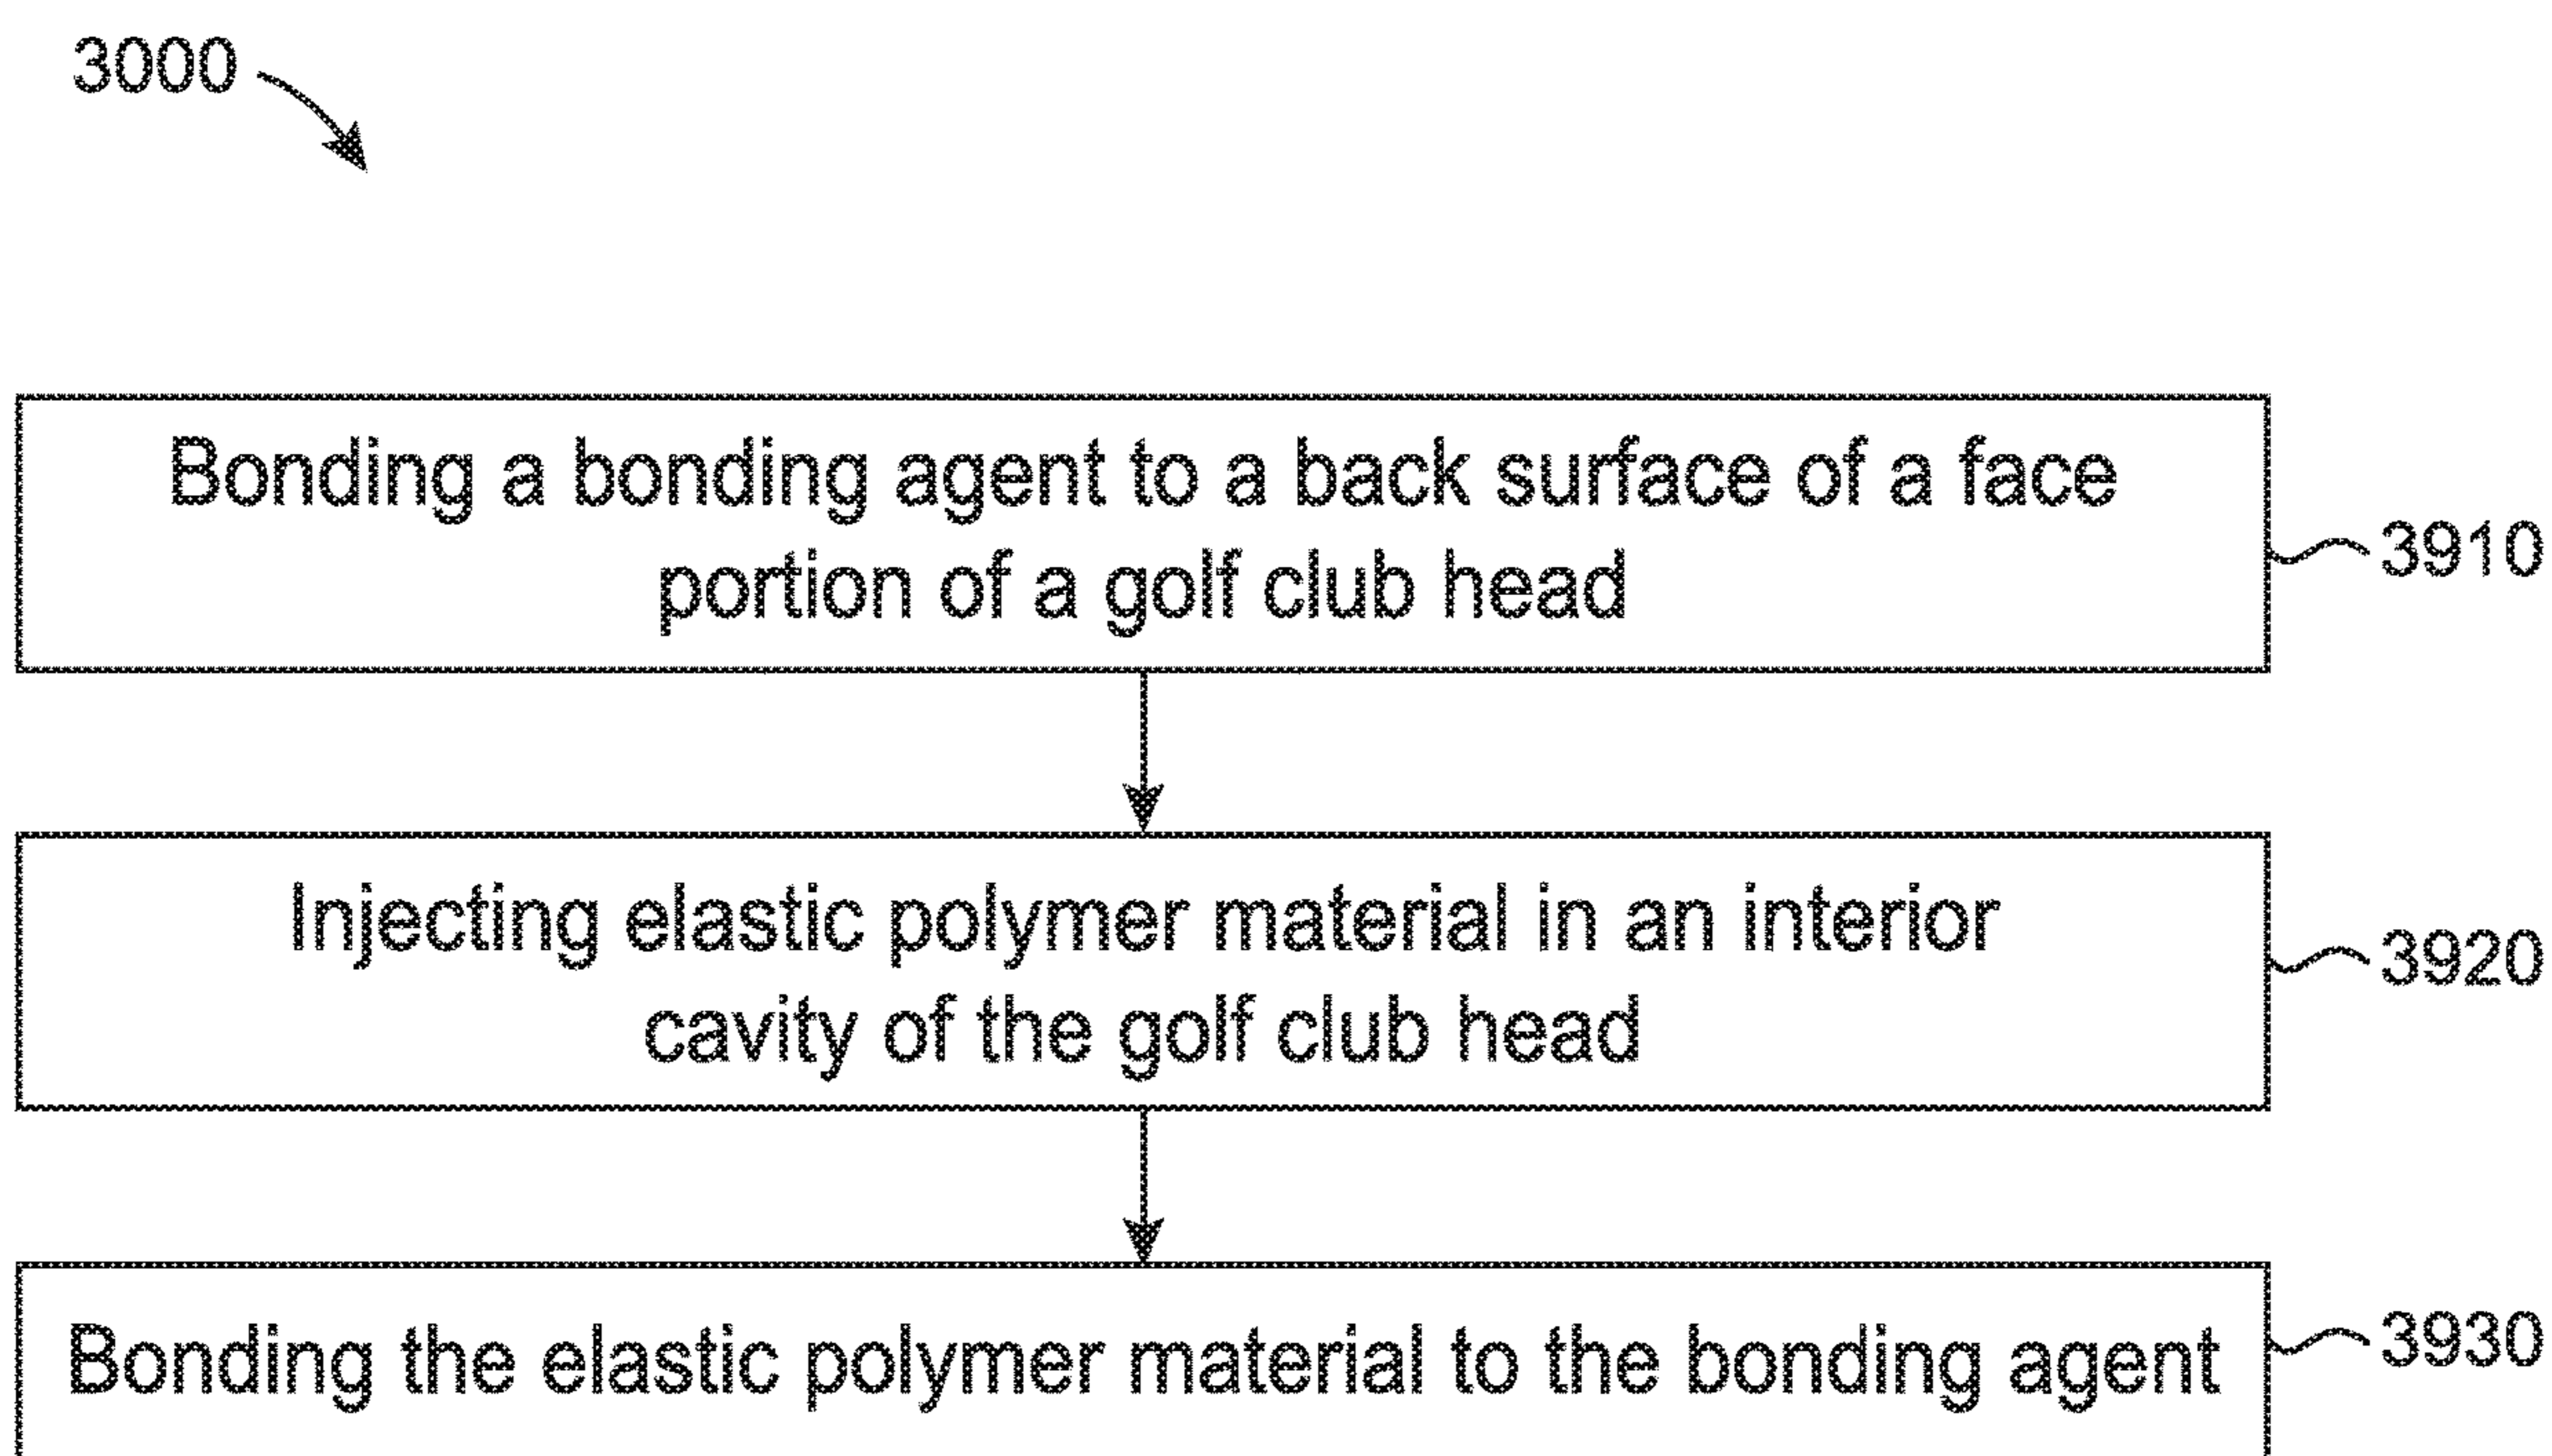 3000
Bonding a bonding agent to a back surface of a face
portion of a golf club head
3910
Injecting elastic polymer material in an interior
cavity of the golf club head
3920
Bonding the elastic polymer material to the bonding agent
3930